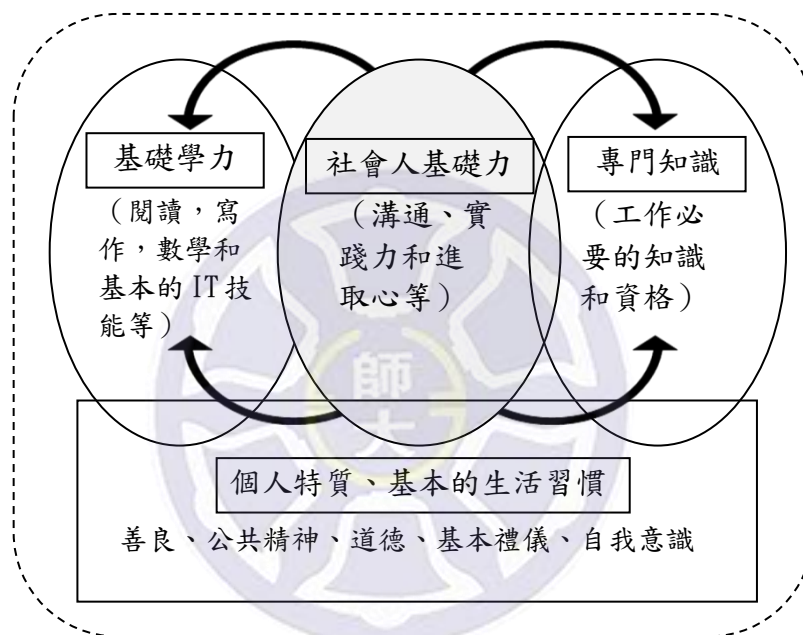 基礎學力
（閱讀，寫
作，數學和
基本的 IT 技
能等）
社會人基礎力
（溝通、實
踐力和進
取心等）
專門知識
（工作必
要的知識
和資格）
師大
個人特質、基本的生活習慣
善良、公共精神、道德、基本禮儀、自我意識